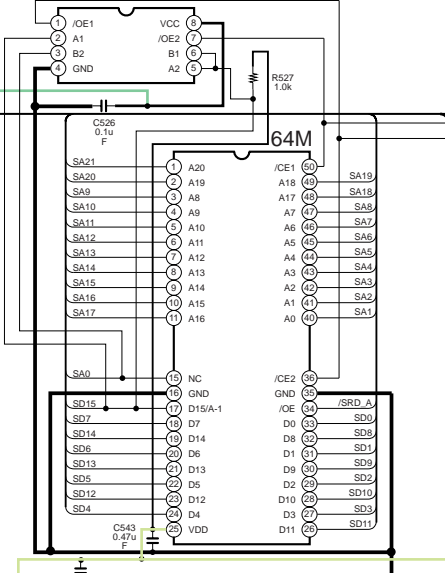 1 /OE1 VCC 8
2 A1 /OE2 7
3 B2 B1 6
4 GND A2 5
R527
1.0k
C526
0.1u
F
64M
SA21 1 A20 /CE1 50
SA20 2 A19 A18 49 SA19
SA9 3 A8 A17 48 SA18
SA10 4 A9 A7 47 SA8
SA11 5 A10 A6 46 SA7
SA12 6 A11 A5 45 SA6
SA13 7 A12 A4 44 SA5
SA14 8 A13 A3 43 SA4
SA15 9 A14 A2 42 SA3
SA16 10 A15 A1 41 SA2
SA17 11 A16 A0 40 SA1
SA0 15 NC /CE2 36
16 GND GND 35
SD15 17 D15/A-1 /OE 34 /SRD_A
SD7 18 D7 D0 33 SD0
SD14 19 D14 D8 32 SD8
SD6 20 D6 D1 31 SD1
SD13 21 D13 D9 30 SD9
SD5 22 D5 D2 29 SD2
SD12 23 D12 D10 28 SD10
SD4 24 D4 D3 27 SD3
25 VDD D11 26 SD11
C543
0.47u
F